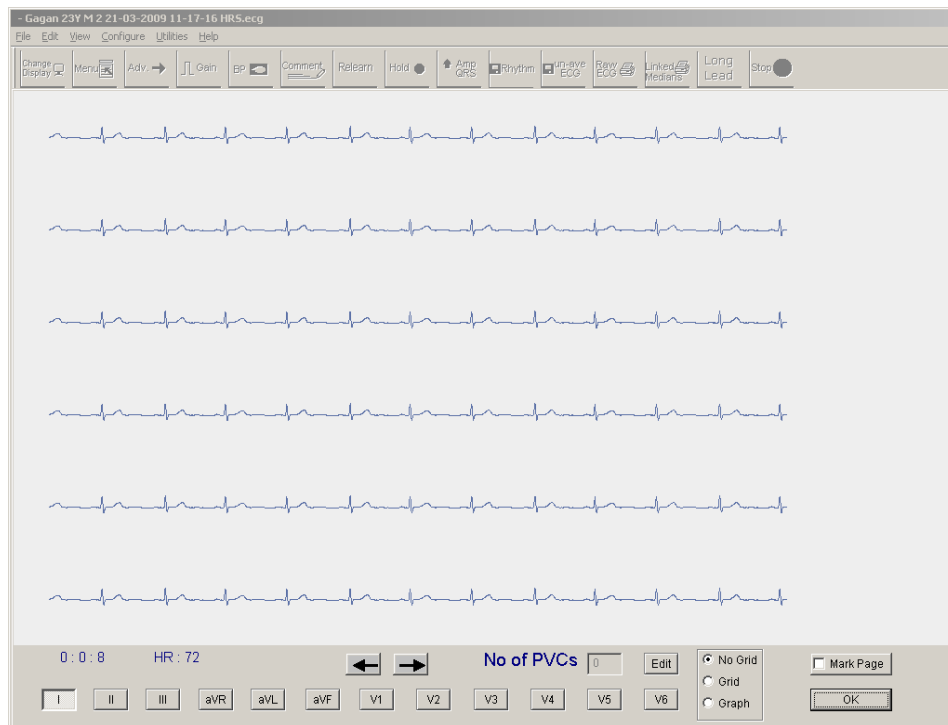 - Gagan 23Y M 2 21-03-2009 11-17-16 HRS.ecg
File Edit View Configure Utilities Help
Change Display Menu Adv. Gain BP Comment Relearn Hold Amp QRS Rhythm un-ave ECG Raw ECG Linked Medians Long Lead Stop
0 : 0 : 8 HR : 72 No of PVCs 0 Edit No Grid Mark Page
Grid
I II III aVR aVL aVF V1 V2 V3 V4 V5 V6 Graph OK